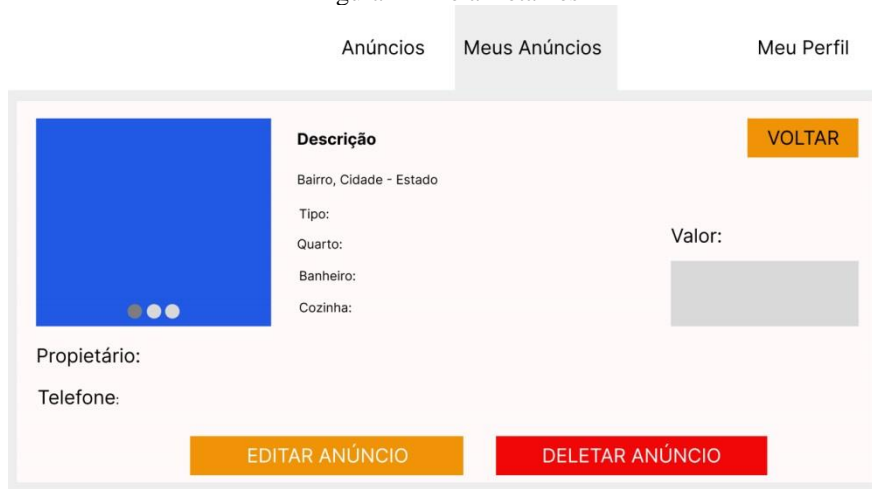 Anúncios Meus Anúncios Meu Perfil
Descrição
VOLTAR
Bairro, Cidade - Estado
Tipo:
Quarto:
Banheiro:
Cozinha:
Valor:
Propietário:
Telefone:
EDITAR ANÚNCIO DELETAR ANÚNCIO